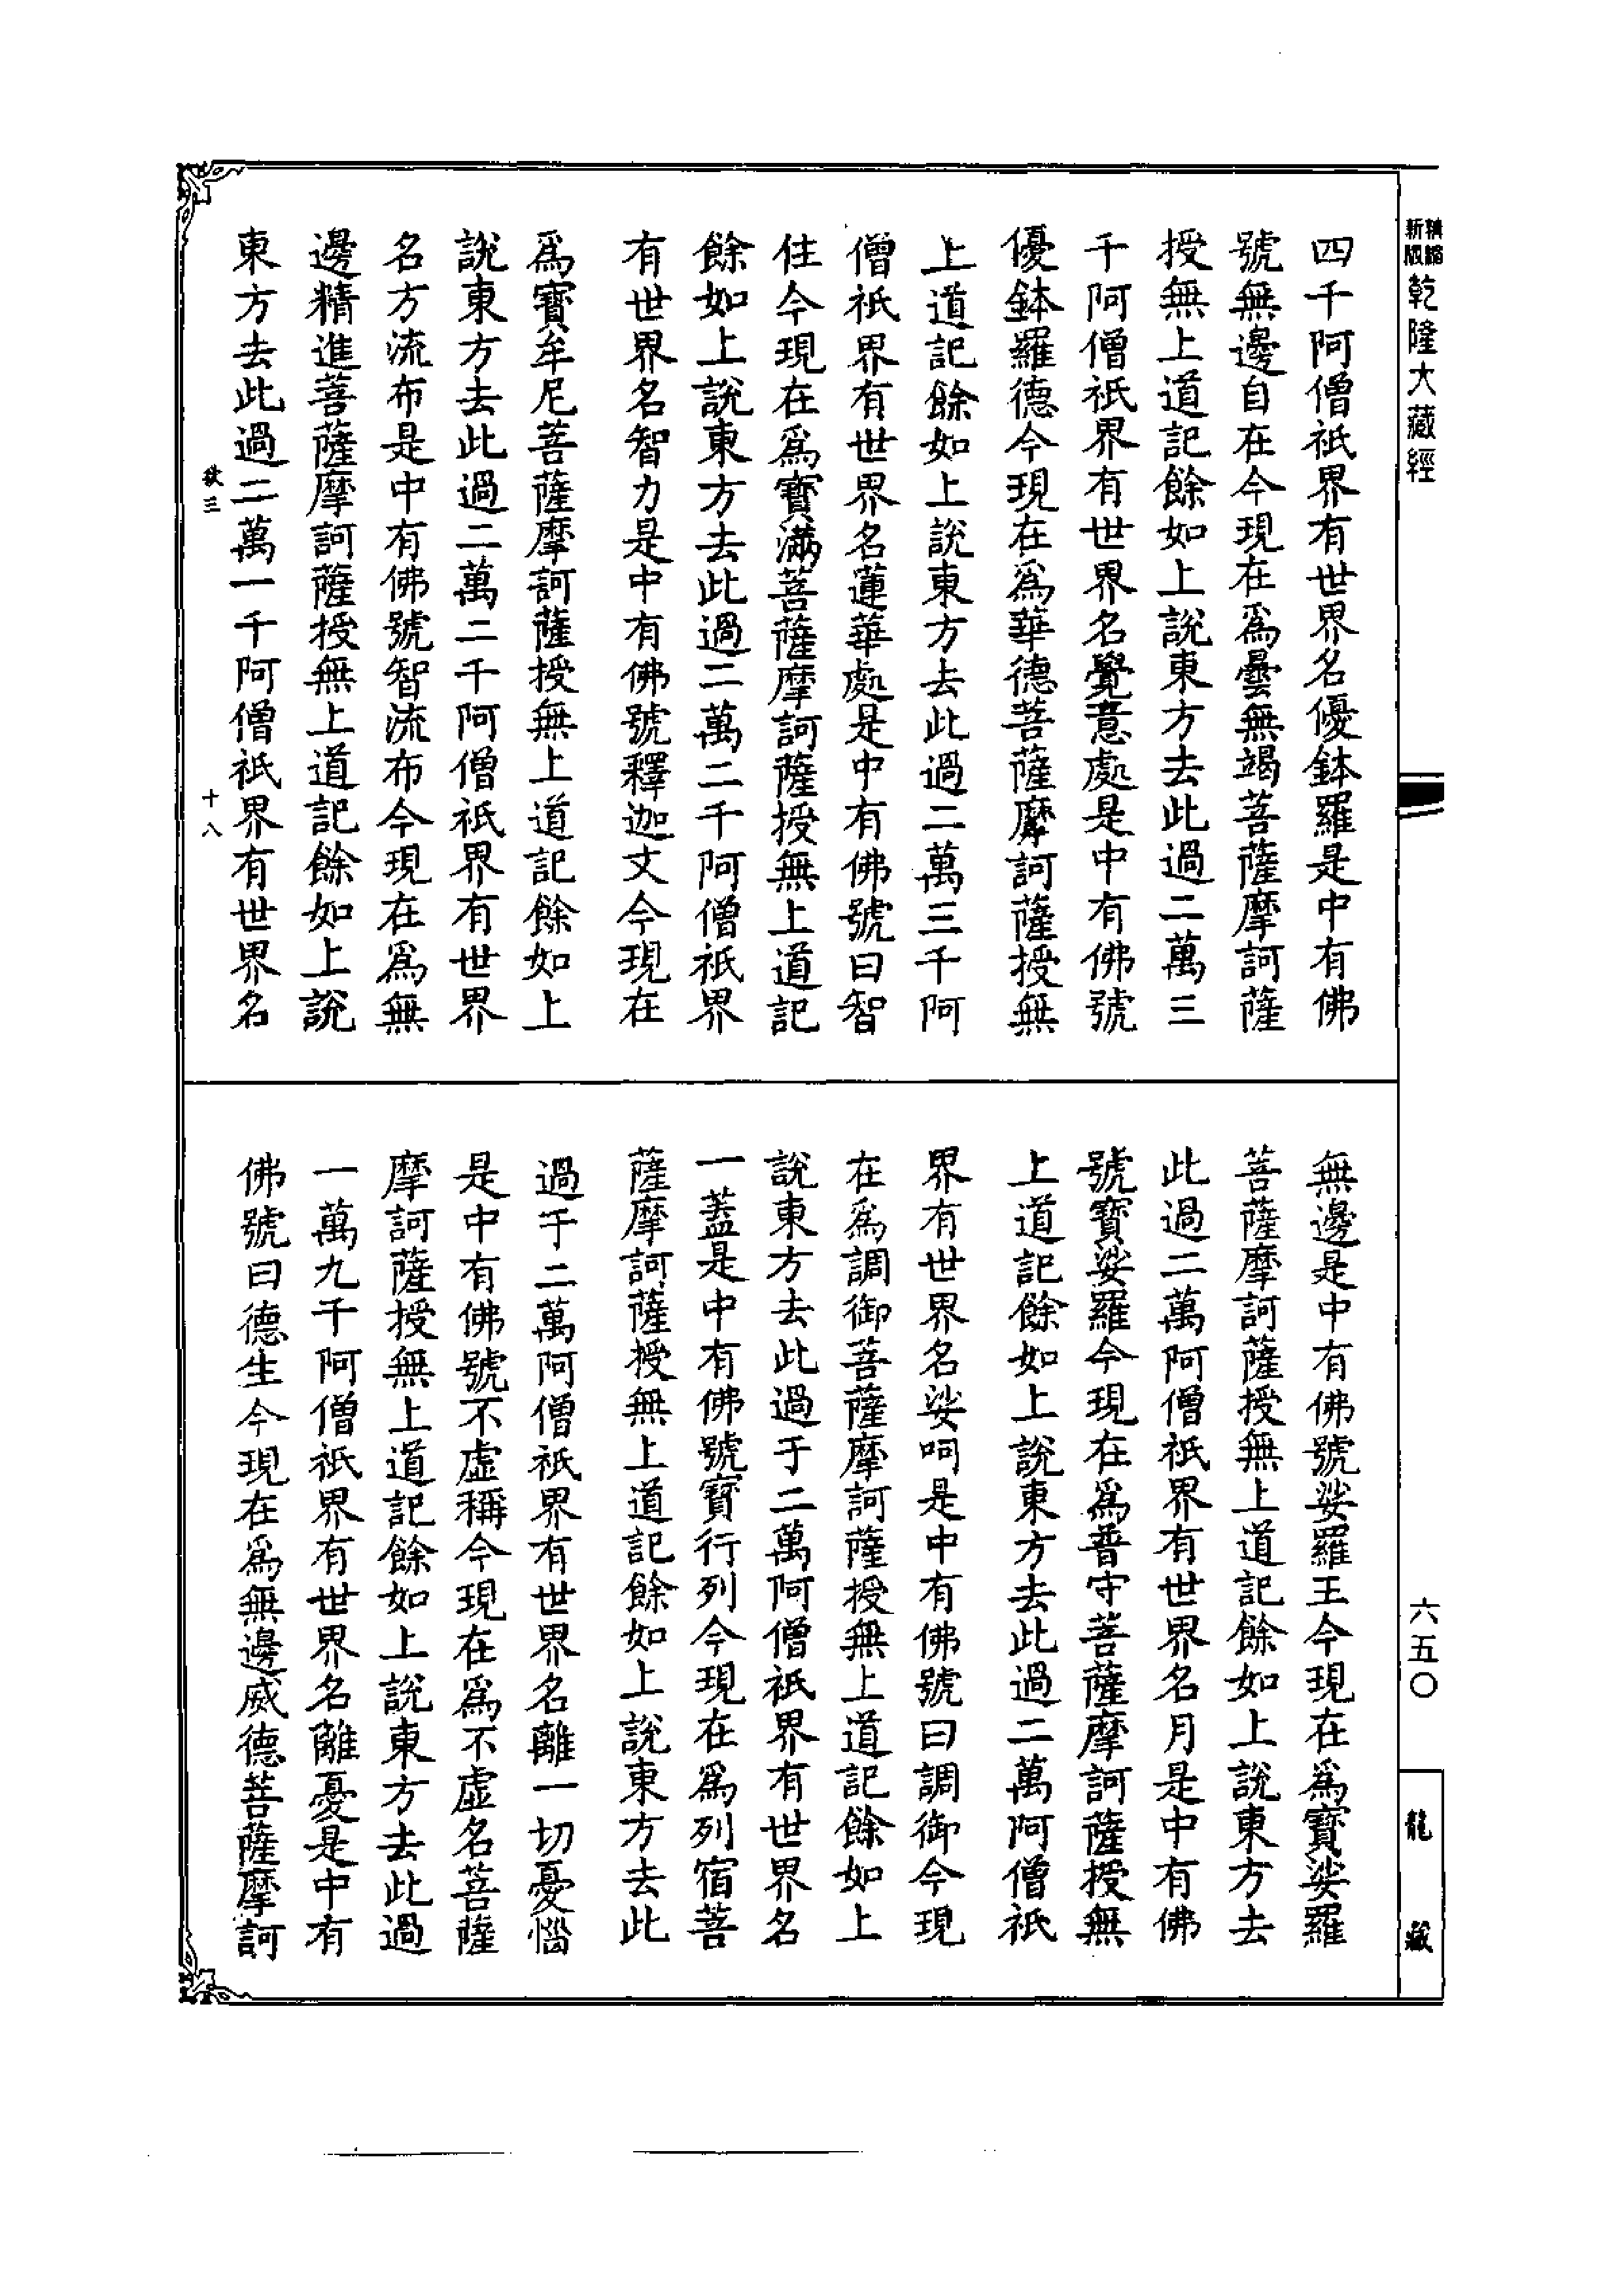 新版精縮乾隆大藏經
六五〇
龍藏
四千阿僧祇界有世界名優鉢羅是中有佛
號無邊自在今現在爲曇無竭菩薩摩訶薩
授無上道記餘如上說東方去此過二萬三
千阿僧祇界有世界名覺意處是中有佛號
優鉢羅德今現在爲華德菩薩摩訶薩授無
上道記餘如上說東方去此過二萬三千阿
僧祇界有世界名蓮華處是中有佛號曰智
住今現在爲寶滿菩薩摩訶薩授無上道記
餘如上說東方去此過二萬二千阿僧祇界
有世界名智力是中有佛號釋迦文今現在
爲寶牟尼菩薩摩訶薩授無上道記餘如上
說東方去此過二萬二千阿僧祇界有世界
名方流布是中有佛號智流布今現在爲無
邊精進菩薩摩訶薩授無上道記餘如上說
東方去此過二萬一千阿僧祇界有世界名
三
十八
無邊是中有佛號娑羅王今現在爲寶娑羅
菩薩摩訶薩授無上道記餘如上說東方去
此過二萬阿僧祇界有世界名月是中有佛
號寶娑羅今現在爲普守菩薩摩訶薩授無
上道記餘如上說東方去此過二萬阿僧祇
界有世界名娑呵是中有佛號曰調御今現
在爲調御菩薩摩訶薩授無上道記餘如上
說東方去此過于二萬阿僧祇界有世界名
一蓋是中有佛號寶行列今現在爲列宿菩
薩摩訶薩授無上道記餘如上說東方去此
過于二萬阿僧祇界有世界名離一切憂惱
是中有佛號不虛稱今現在爲不虛名菩薩
摩訶薩授無上道記餘如上說東方去此過
一萬九千阿僧祇界有世界名離憂是中有
佛號曰德生今現在爲無邊威德菩薩摩訶